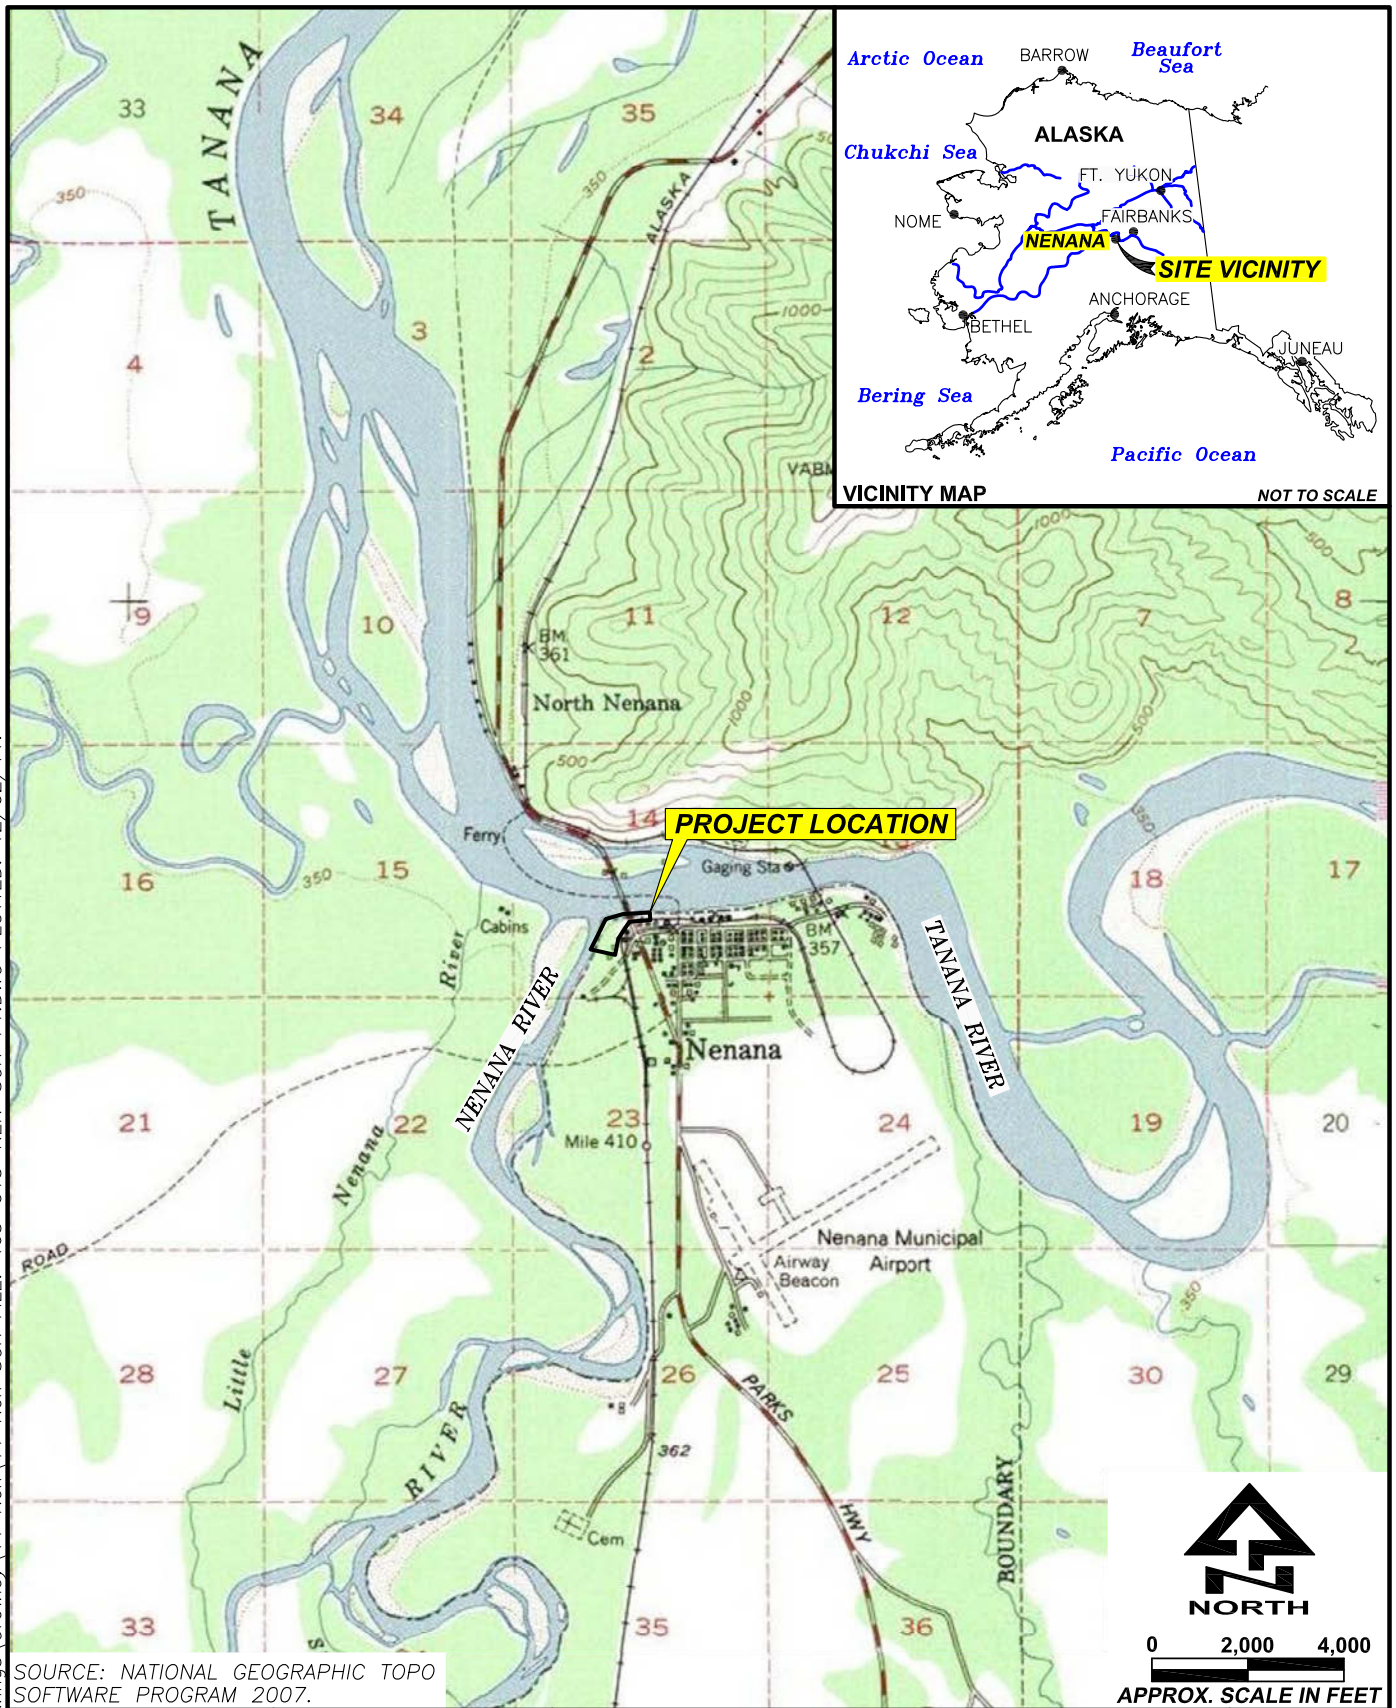 Arctic Ocean
BARROW
Beaufort
Sea
ALASKA
Chukchi Sea
FT. YUKON
NOME
FAIRBANKS
NENANA
SITE VICINITY
ANCHORAGE
BETHEL
JUNEAU
Bering Sea
Pacific Ocean
VICINITY MAP
NOT TO SCALE
TANANA
33
34
35
350
350
ALASKA
500
4
3
2
1000
VABM
1000
500
9
10
11
12
7
8
BM
361
North Nenana
1000
500
500
14
PROJECT LOCATION
Ferry
Gaging Sta
350
16
15
350
18
17
Cabins
BM
357
River
NENANA RIVER
TANANA RIVER
Nenana
21
22
23
24
19
20
Mile 410
Nenana
ROAD
Nenana Municipal
Airport
Airway
Beacon
350
28
27
26
25
30
29
Little
RIVER
PARKS
HWY
362
BOUNDARY
Cem
33
35
36
NORTH
0 2,000 4,000
APPROX. SCALE IN FEET
SOURCE: NATIONAL GEOGRAPHIC TOPO
SOFTWARE PROGRAM 2007.